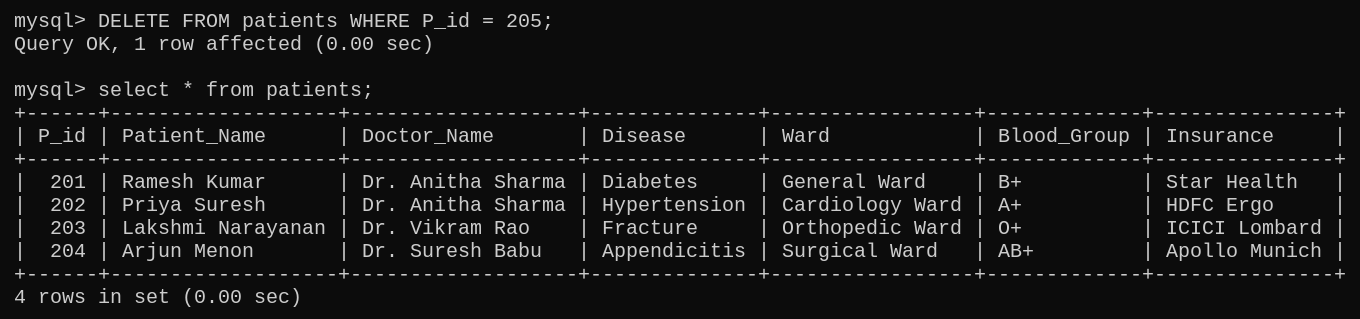 mysql> DELETE FROM patients WHERE P_id = 205;
Query OK, 1 row affected (0.00 sec)

mysql> select * from patients;
+------+-------------------+-------------------+--------------+-----------------+-------------+---------------+
| P_id | Patient_Name      | Doctor_Name       | Disease      | Ward            | Blood_Group | Insurance     |
+------+-------------------+-------------------+--------------+-----------------+-------------+---------------+
|  201 | Ramesh Kumar      | Dr. Anitha Sharma | Diabetes     | General Ward    | B+          | Star Health   |
|  202 | Priya Suresh      | Dr. Anitha Sharma | Hypertension | Cardiology Ward | A+          | HDFC Ergo     |
|  203 | Lakshmi Narayanan | Dr. Vikram Rao    | Fracture     | Orthopedic Ward | O+          | ICICI Lombard |
|  204 | Arjun Menon       | Dr. Suresh Babu   | Appendicitis | Surgical Ward   | AB+         | Apollo Munich |
+------+-------------------+-------------------+--------------+-----------------+-------------+---------------+
4 rows in set (0.00 sec)